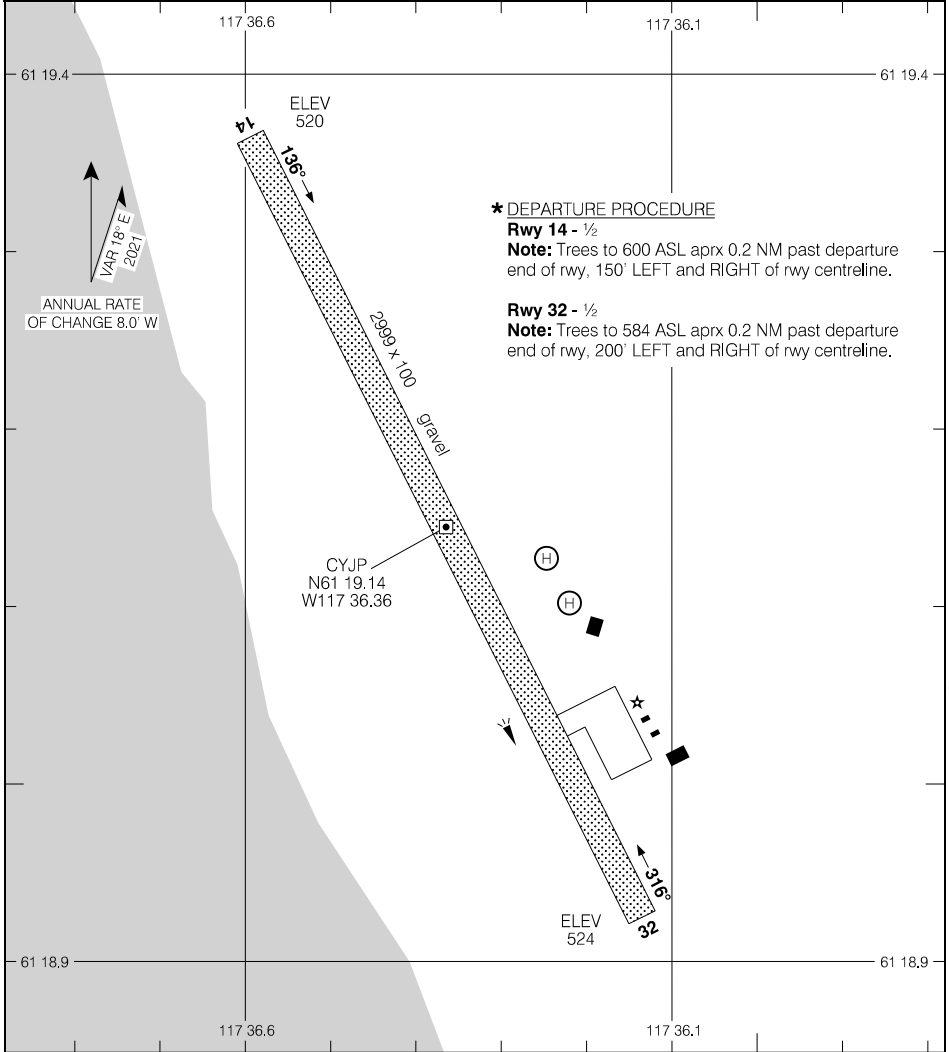 117 36.6
117 36.1
61 19.4
61 19.4
ELEV
520
14
136°
VAR 18° E
2021
ANNUAL RATE
OF CHANGE 8.0' W
* DEPARTURE PROCEDURE
Rwy 14 - ½
Note: Trees to 600 ASL aprx 0.2 NM past departure
end of rwy, 150' LEFT and RIGHT of rwy centreline.
Rwy 32 - ½
Note: Trees to 584 ASL aprx 0.2 NM past departure
end of rwy, 200' LEFT and RIGHT of rwy centreline.
2999 x 100
gravel
CYJP
N61 19.14
W117 36.36
H
H
316°
32
ELEV
524
61 18.9
61 18.9
117 36.6
117 36.1